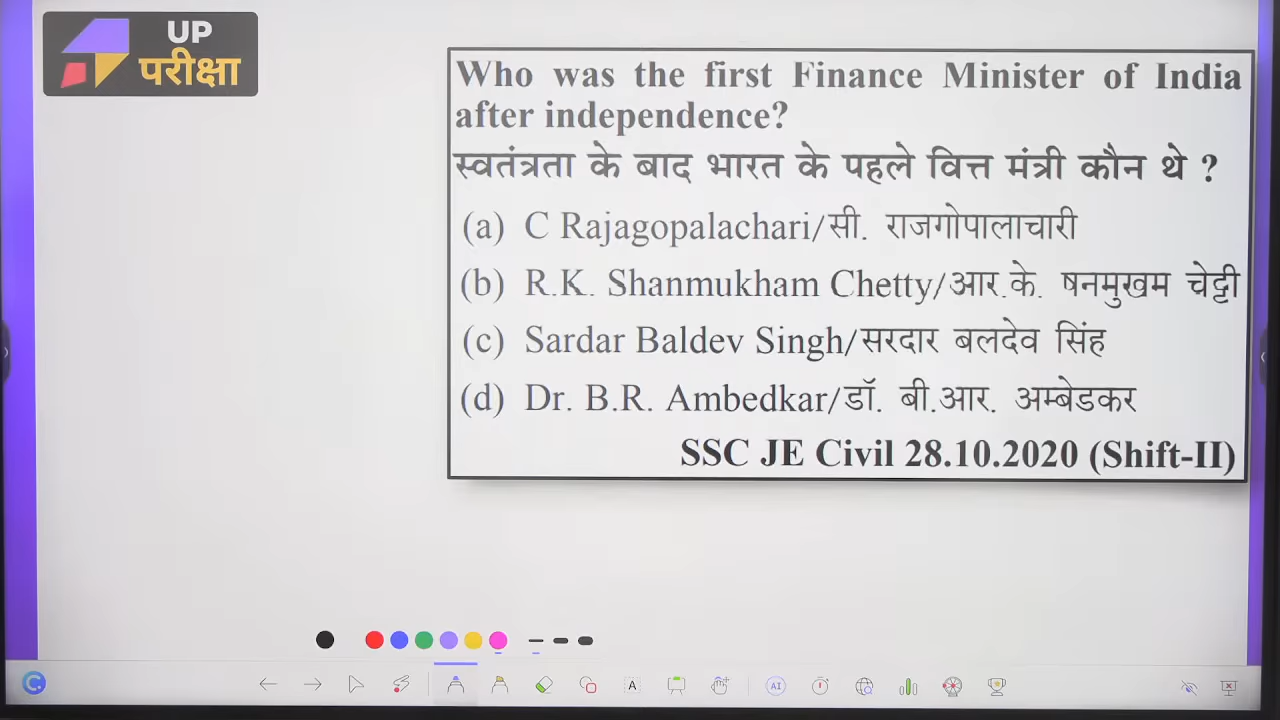 UP
परीक्षा
Who was the first Finance Minister of India
after independence?
स्वतंत्रता के बाद भारत के पहले वित्त मंत्री कौन थे ?
(a) C Rajagopalachari/सी. राजगोपालाचारी
(b) R.K. Shanmukham Chetty/आर.के. षनमुखम चेट्टी
(c) Sardar Baldev Singh/सरदार बलदेव सिंह
(d) Dr. B.R. Ambedkar/डॉ. बी.आर. अम्बेडकर
SSC JE Civil 28.10.2020 (Shift-II)
A
AI